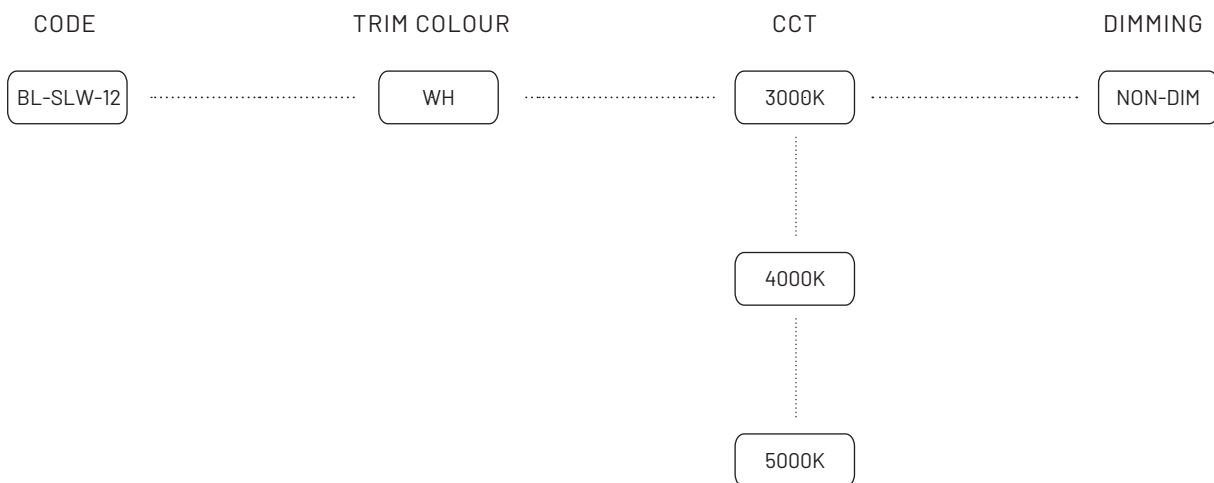 CODE TRIM COLOUR CCT DIMMING
BL-SLW-12 WH 3000K NON-DIM
4000K
5000K